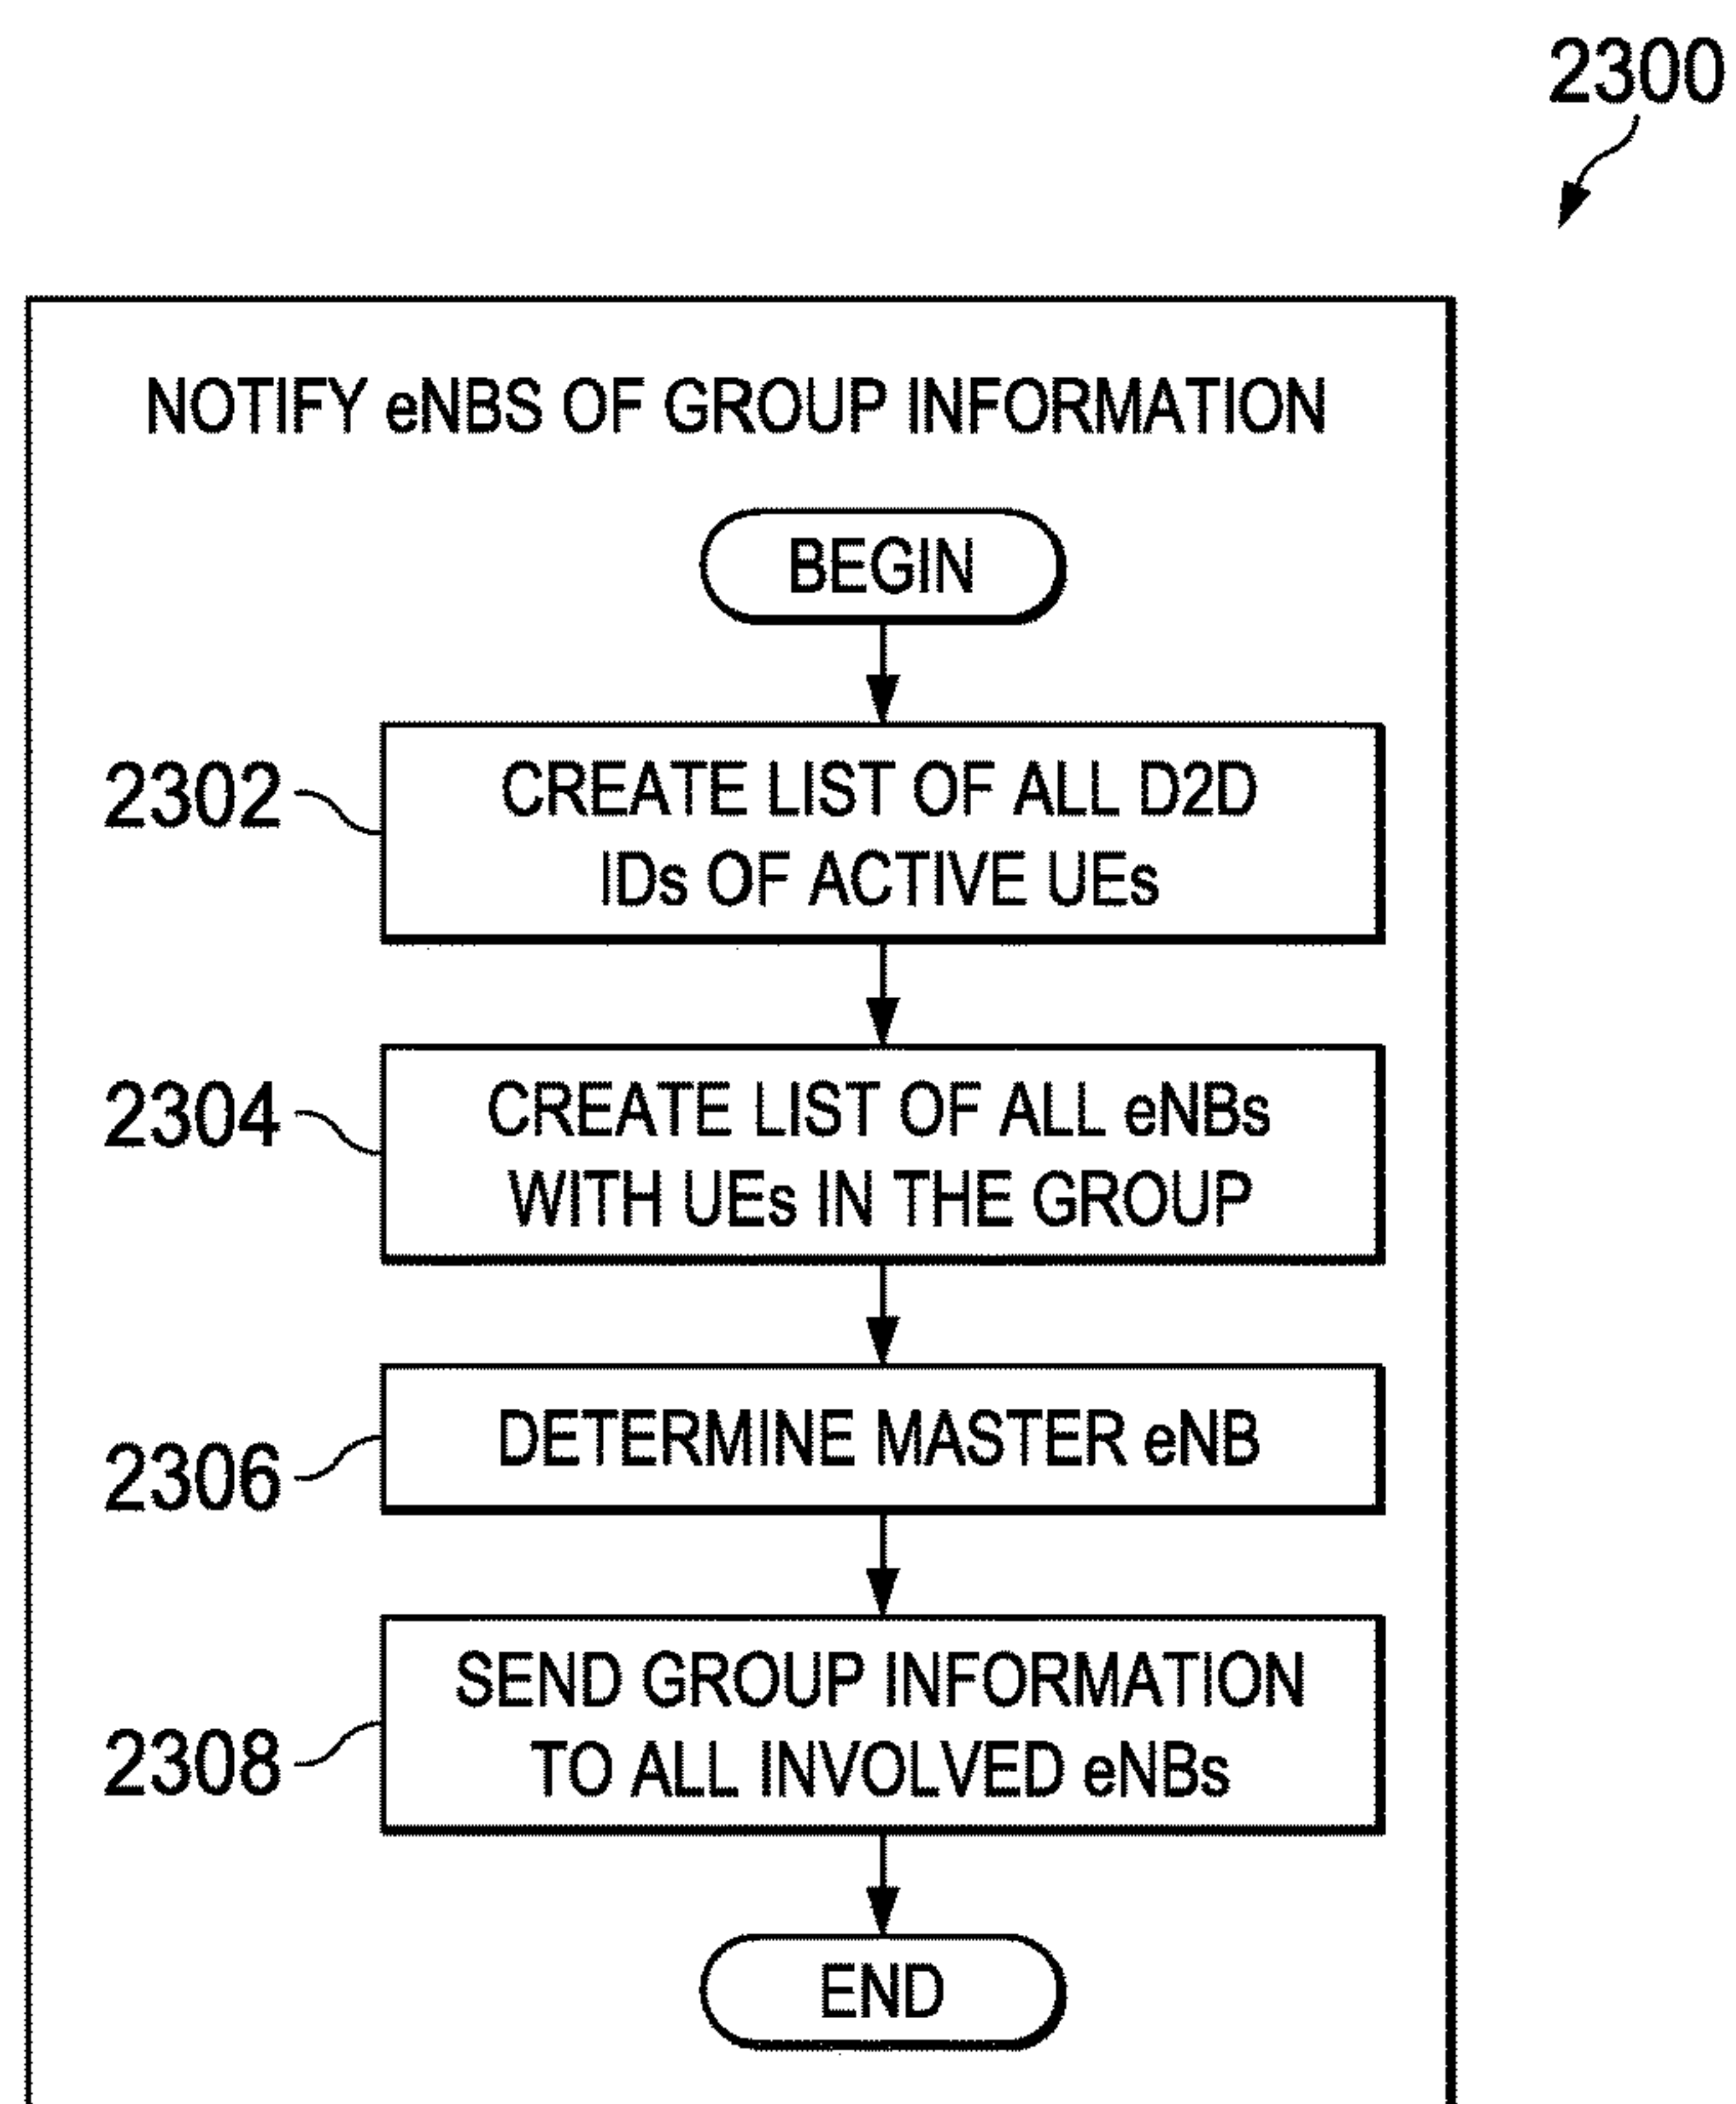 2300
NOTIFY eNBS OF GROUP INFORMATION
BEGIN
2302
CREATE LIST OF ALL D2D
IDs OF ACTIVE UEs
2304
CREATE LIST OF ALL eNBs
WITH UEs IN THE GROUP
2306
DETERMINE MASTER eNB
2308
SEND GROUP INFORMATION
TO ALL INVOLVED eNBs
END